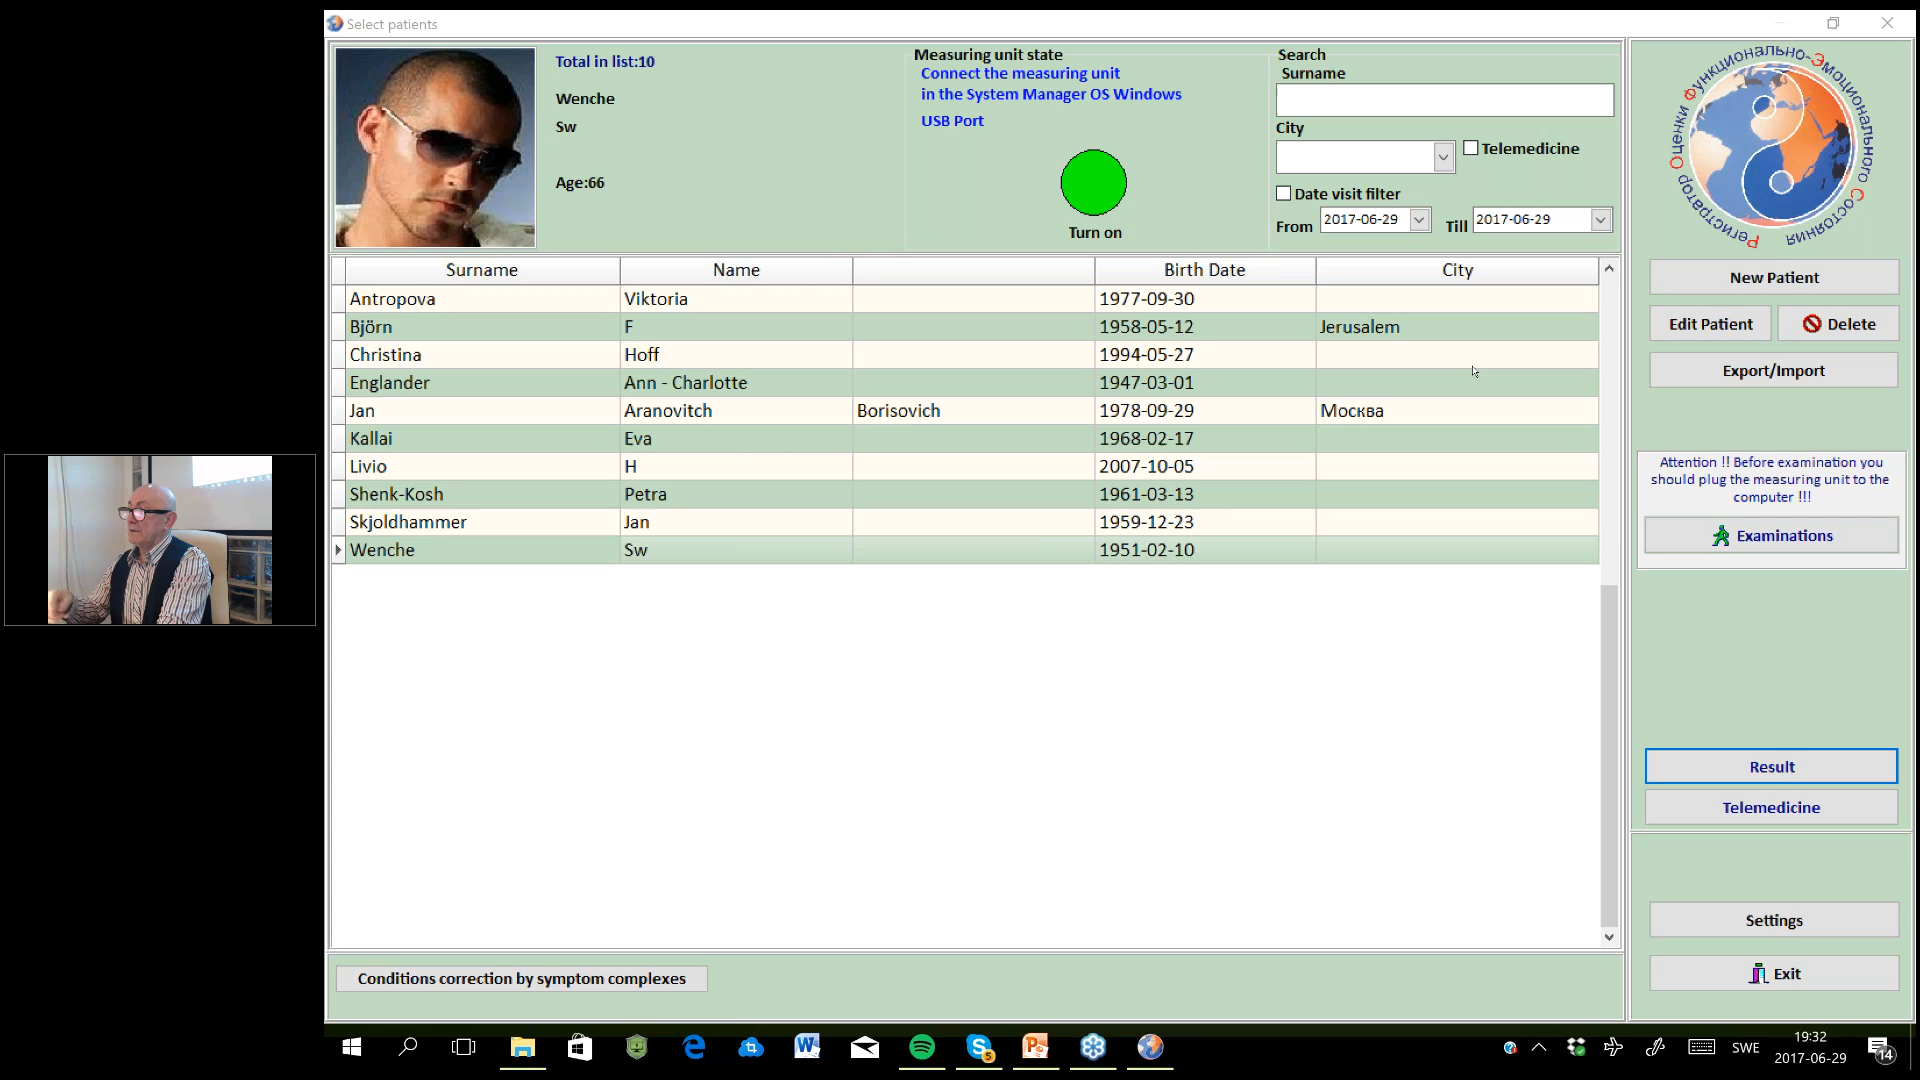 Select patients
Total in list:10
Wenche
Sw
Age:66
Measuring unit state
Connect the measuring unit
in the System Manager OS Windows
USB Port
Turn on
Search
Surname
City
Telemedicine
Date visit filter
From 2017-06-29 Till 2017-06-29
Регистратор Оценки Функционально-Эмоционального Состояния
Surname Name Birth Date City
Antropova Viktoria 1977-09-30
Björn F 1958-05-12 Jerusalem
Christina Hoff 1994-05-27
Englander Ann - Charlotte 1947-03-01
Jan Aranovitch Borisovich 1978-09-29 Москва
Kallai Eva 1968-02-17
Livio H 2007-10-05
Shenk-Kosh Petra 1961-03-13
Skjoldhammer Jan 1959-12-23
Wenche Sw 1951-02-10
New Patient
Edit Patient Delete
Export/Import
Attention !! Before examination you
should plug the measuring unit to the
computer !!!
Examinations
Result
Telemedicine
Settings
Exit
Conditions correction by symptom complexes
5
SWE
19:32
2017-06-29
14